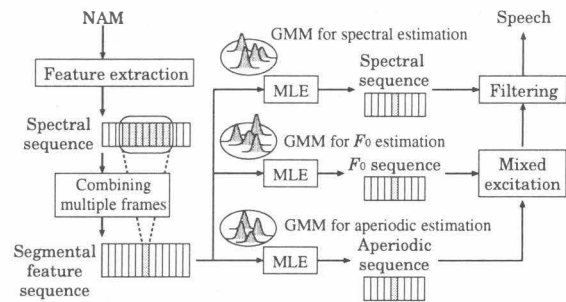 NAM
Feature extraction
Spectral
sequence
Combining
multiple frames
Segmental
feature
sequence
GMM for spectral estimation
MLE
Spectral
sequence
GMM for F0 estimation
MLE
F0 sequence
GMM for aperiodic estimation
MLE
Aperiodic
sequence
Speech
Filtering
Mixed
excitation